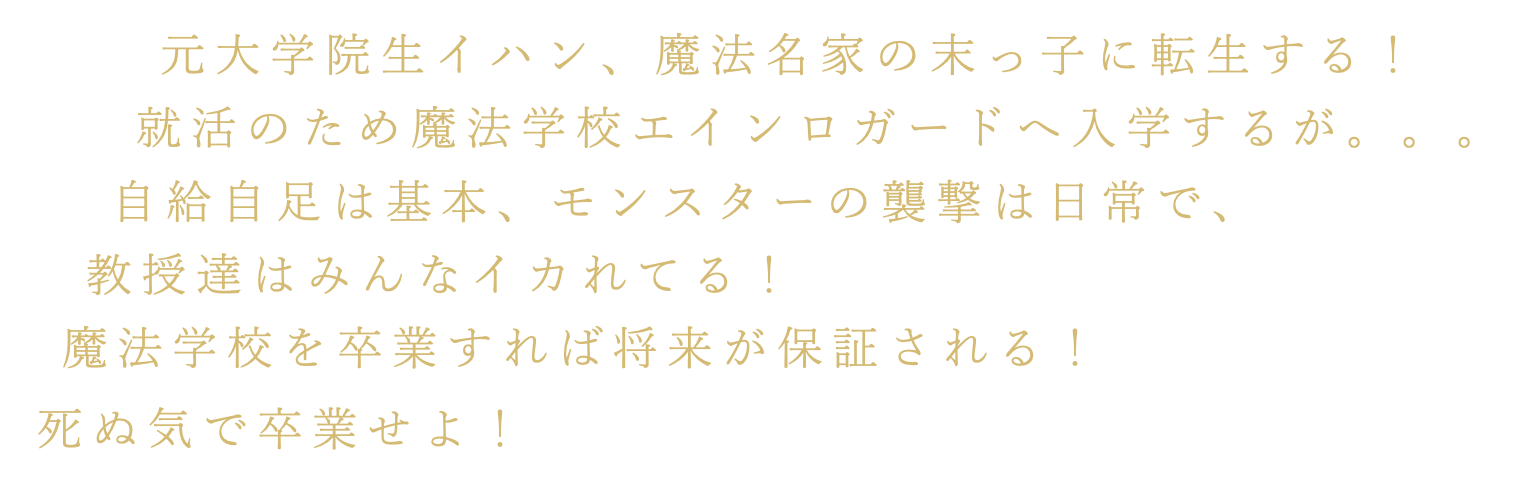 元大学院生イハン、魔法名家の末っ子に転生する！
就活のため魔法学校エインロガードへ入学するが。。。
自給自足は基本、モンスターの襲撃は日常で、
教授達はみんなイカれてる！
魔法学校を卒業すれば将来が保証される！
死ぬ気で卒業せよ！